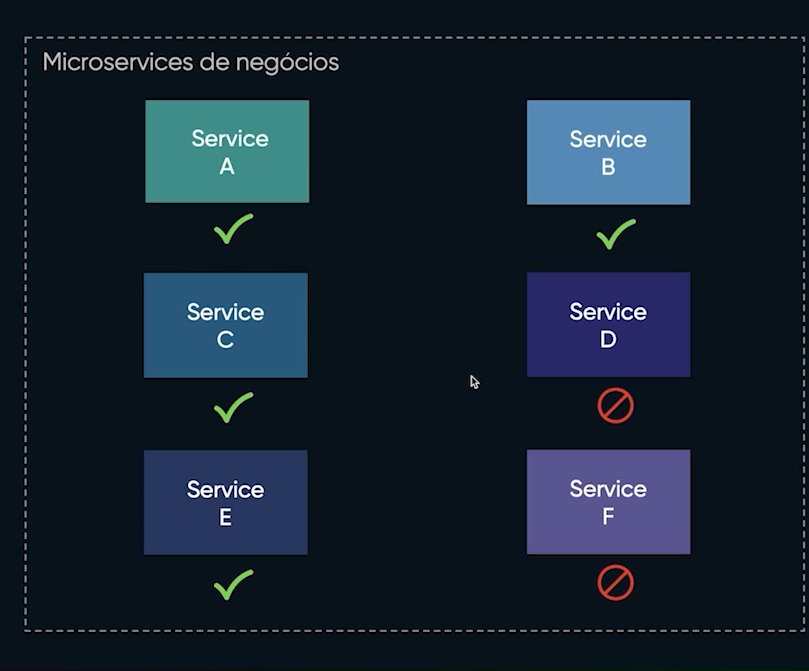 Microservices de negócios
Service
A
Service
B
Service
C
Service
D
Service
E
Service
F